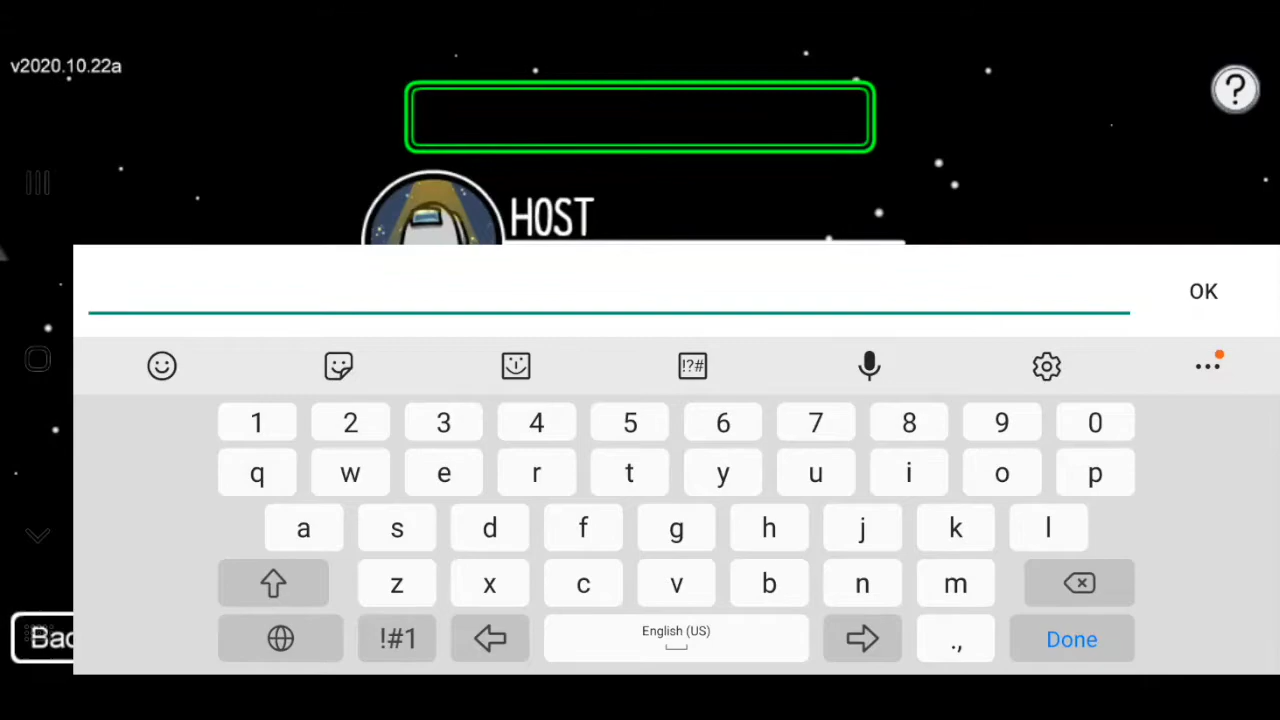 v2020.10.22a
?
HOST
OK
!?#
1 2 3 4 5 6 7 8 9 0
q w e r t y u i o p
a s d f g h j k l
z x c v b n m
!#1 English (US) ., Done
Bac